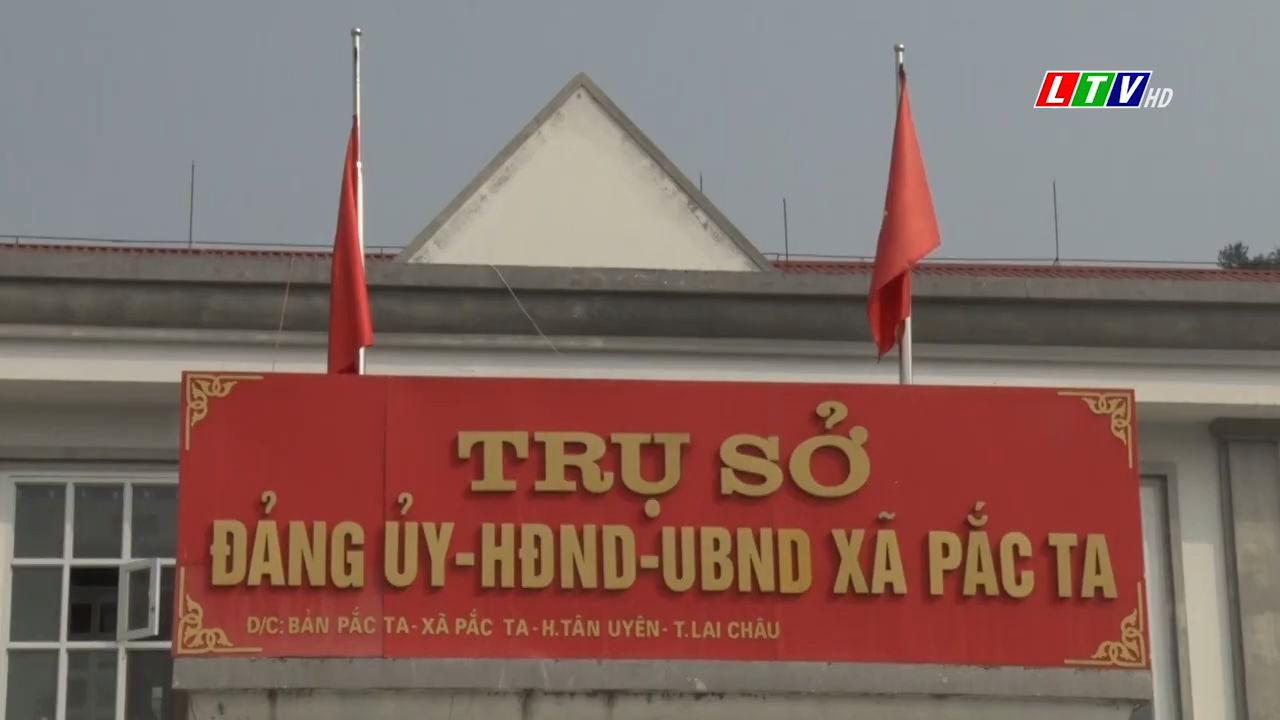 LTV HD
TRỤ SỞ
ĐẢNG ỦY-HĐND-UBND XÃ PẮC TA
Đ/C: BẢN PẮC TA-XÃ PẮC TA-H.TÂN UYÊN-T.LAI CHÂU